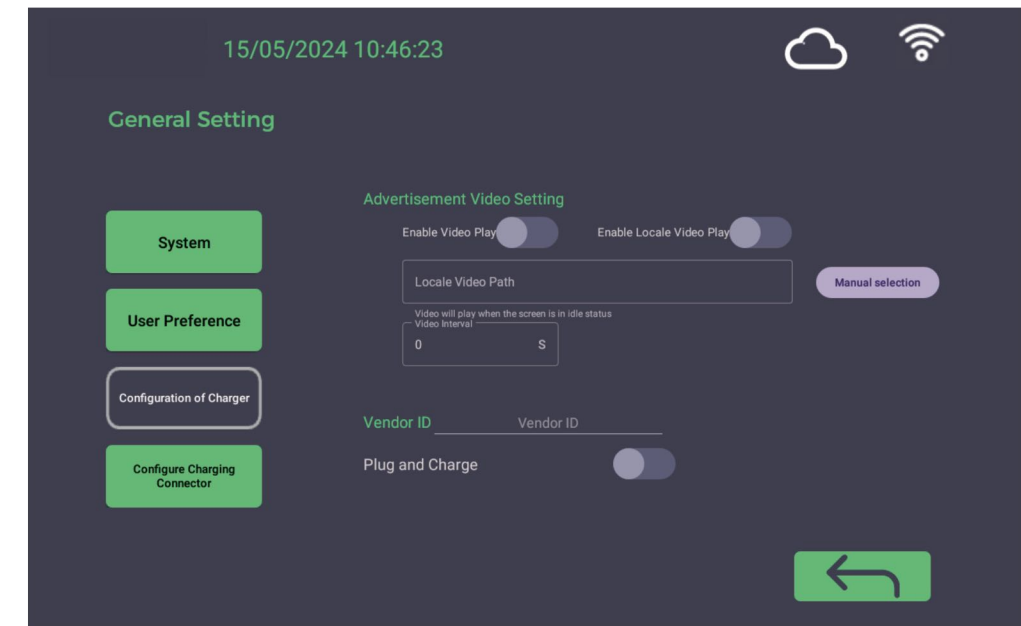 15/05/2024 10:46:23
General Setting
System
User Preference
Configuration of Charger
Configure Charging
Connector
Advertisement Video Setting
Enable Video Play
Enable Locale Video Play
Locale Video Path
Manual selection
Video will play when the screen is in idle status
Video Interval
0 S
Vendor ID Vendor ID
Plug and Charge